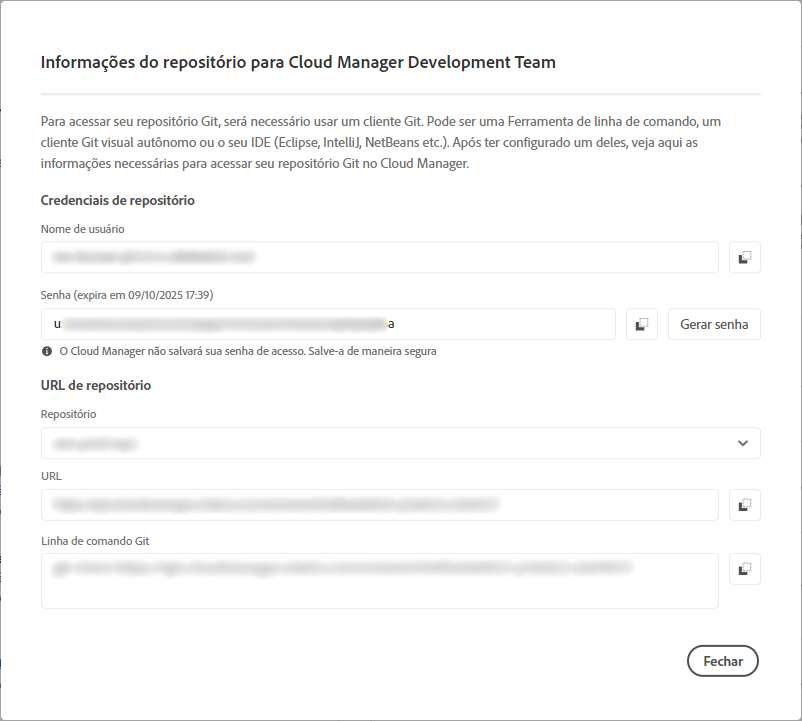 Informações do repositório para Cloud Manager Development Team
Para acessar seu repositório Git, será necessário usar um cliente Git. Pode ser uma Ferramenta de linha de comando, um
cliente Git visual autônomo ou o seu IDE (Eclipse, IntelliJ, NetBeans etc.). Após ter configurado um deles, veja aqui as
informações necessárias para acessar seu repositório Git no Cloud Manager.
Credenciais de repositório
Nome de usuário
Senha (expira em 09/10/2025 17:39)
u a
Gerar senha
O Cloud Manager não salvará sua senha de acesso. Salve-a de maneira segura
URL de repositório
Repositório
URL
Linha de comando Git
Fechar